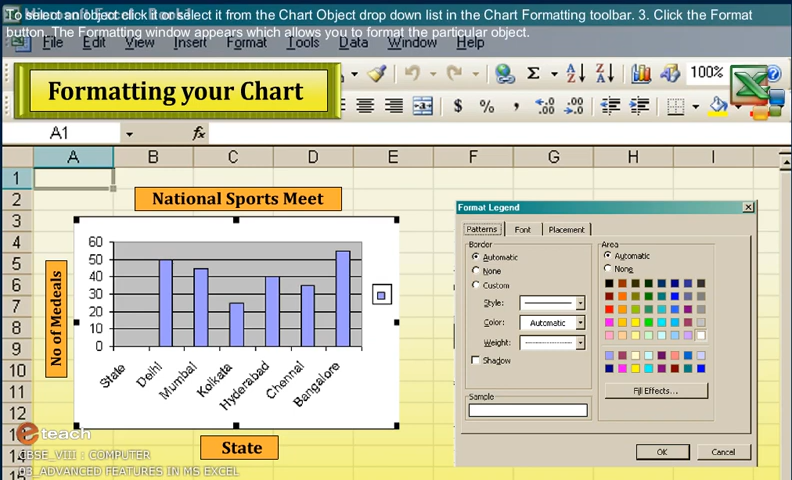 To select an object click it or select it from the Chart Object drop down list in the Chart Formatting toolbar. 3. Click the Format
button. The Formatting window appears which allows you to format the particular object.
File Edit View Insert Format Tools Data Window Help
Formatting your Chart
Σ 100%
$ % ,
A1 fx
A B C D E F G H I
1
2
3
4
5
6
7
8
9
10
11
12
13
14
15
National Sports Meet
No of Medeals
60
50
40
30
20
10
0
State Delhi Mumbai Kolkata Hyderabad Chennai Bangalore
State
Format Legend
Patterns Font Placement
Border
Automatic
None
Custom
Style:
Color: Automatic
Weight:
Shadow
Sample
Area
Automatic
None
Fill Effects...
OK Cancel
e teach
CBSE_VIII : COMPUTER
03_ADVANCED FEATURES IN MS EXCEL